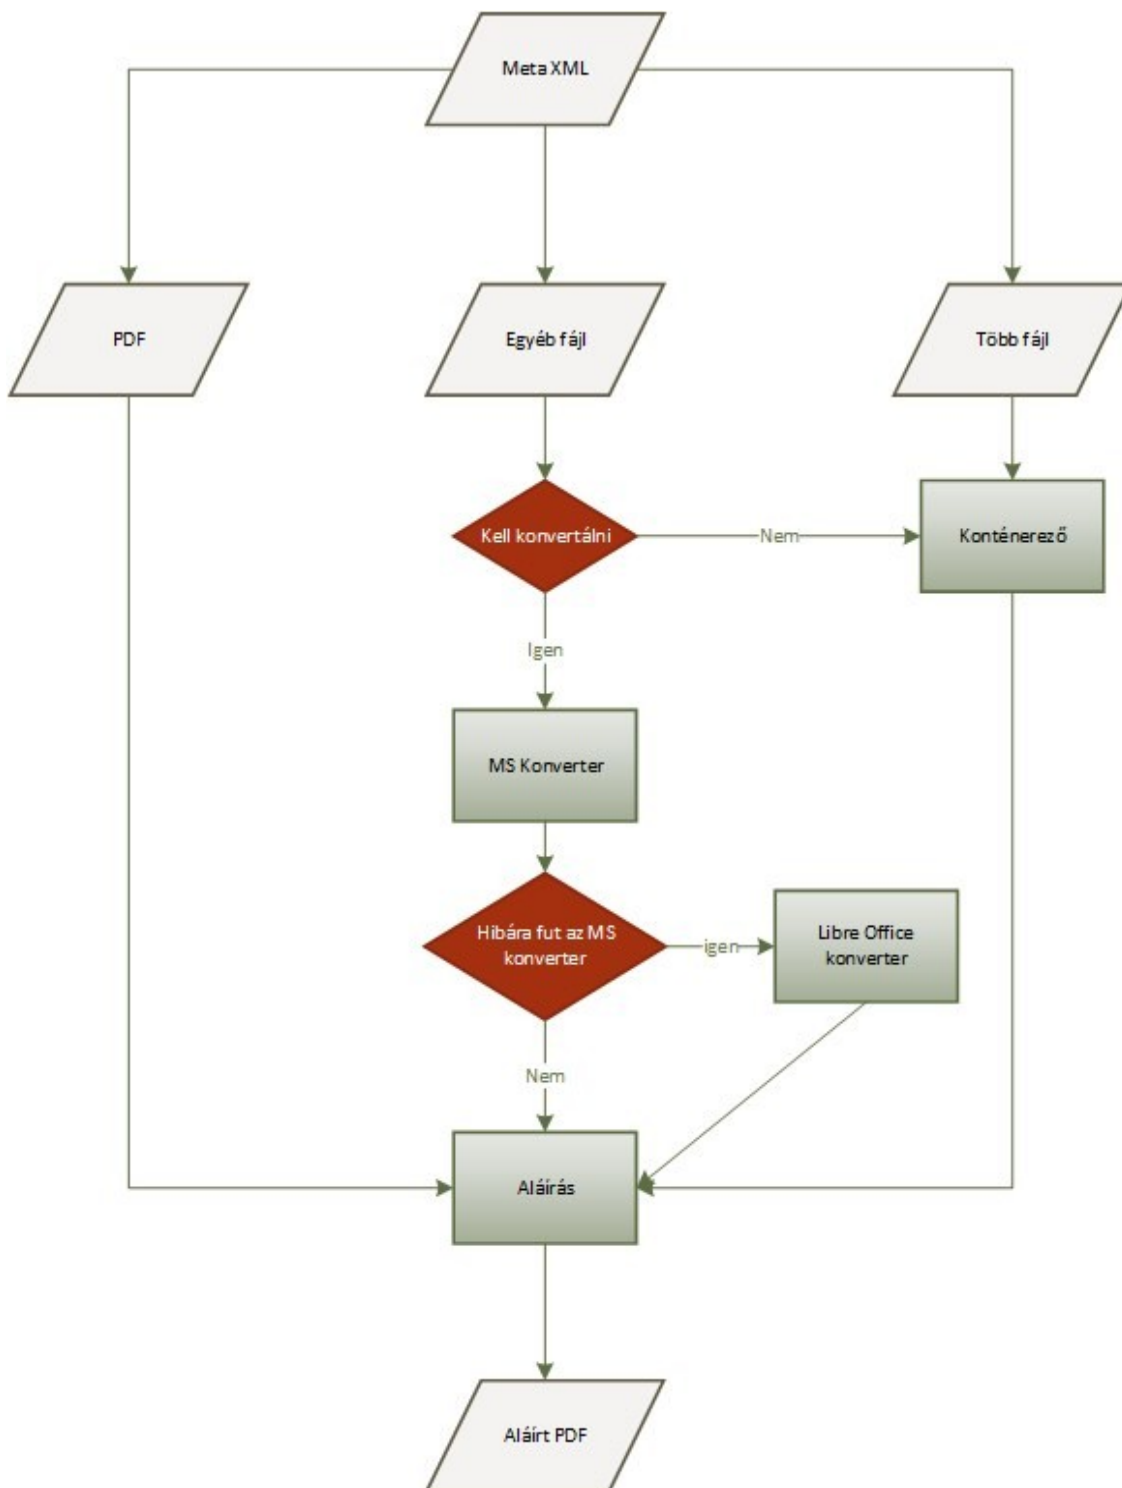 Meta XML
PDF
Egyéb fájl
Több fájl
Kell konvertálni
Nem
Konténerező
Igen
MS Konverter
Hibára fut az MS
konverter
igen
Libre Office
konverter
Nem
Aláírás
Aláírt PDF